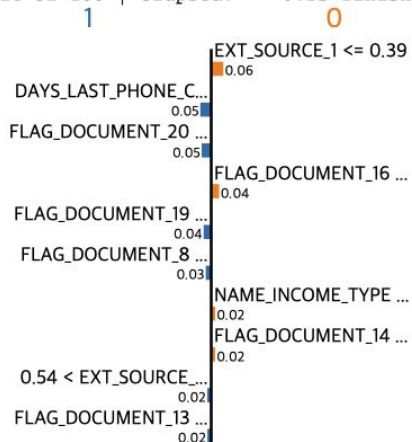 1 0
EXT_SOURCE_1 <= 0.39
0.06
DAYS_LAST_PHONE_C...
0.05
FLAG_DOCUMENT_20 ...
0.05
FLAG_DOCUMENT_16 ...
0.04
FLAG_DOCUMENT_19 ...
0.04
FLAG_DOCUMENT_8 ...
0.03
NAME_INCOME_TYPE ...
0.02
FLAG_DOCUMENT_14 ...
0.02
0.54 < EXT_SOURCE_...
0.02
FLAG_DOCUMENT_13 ...
0.02